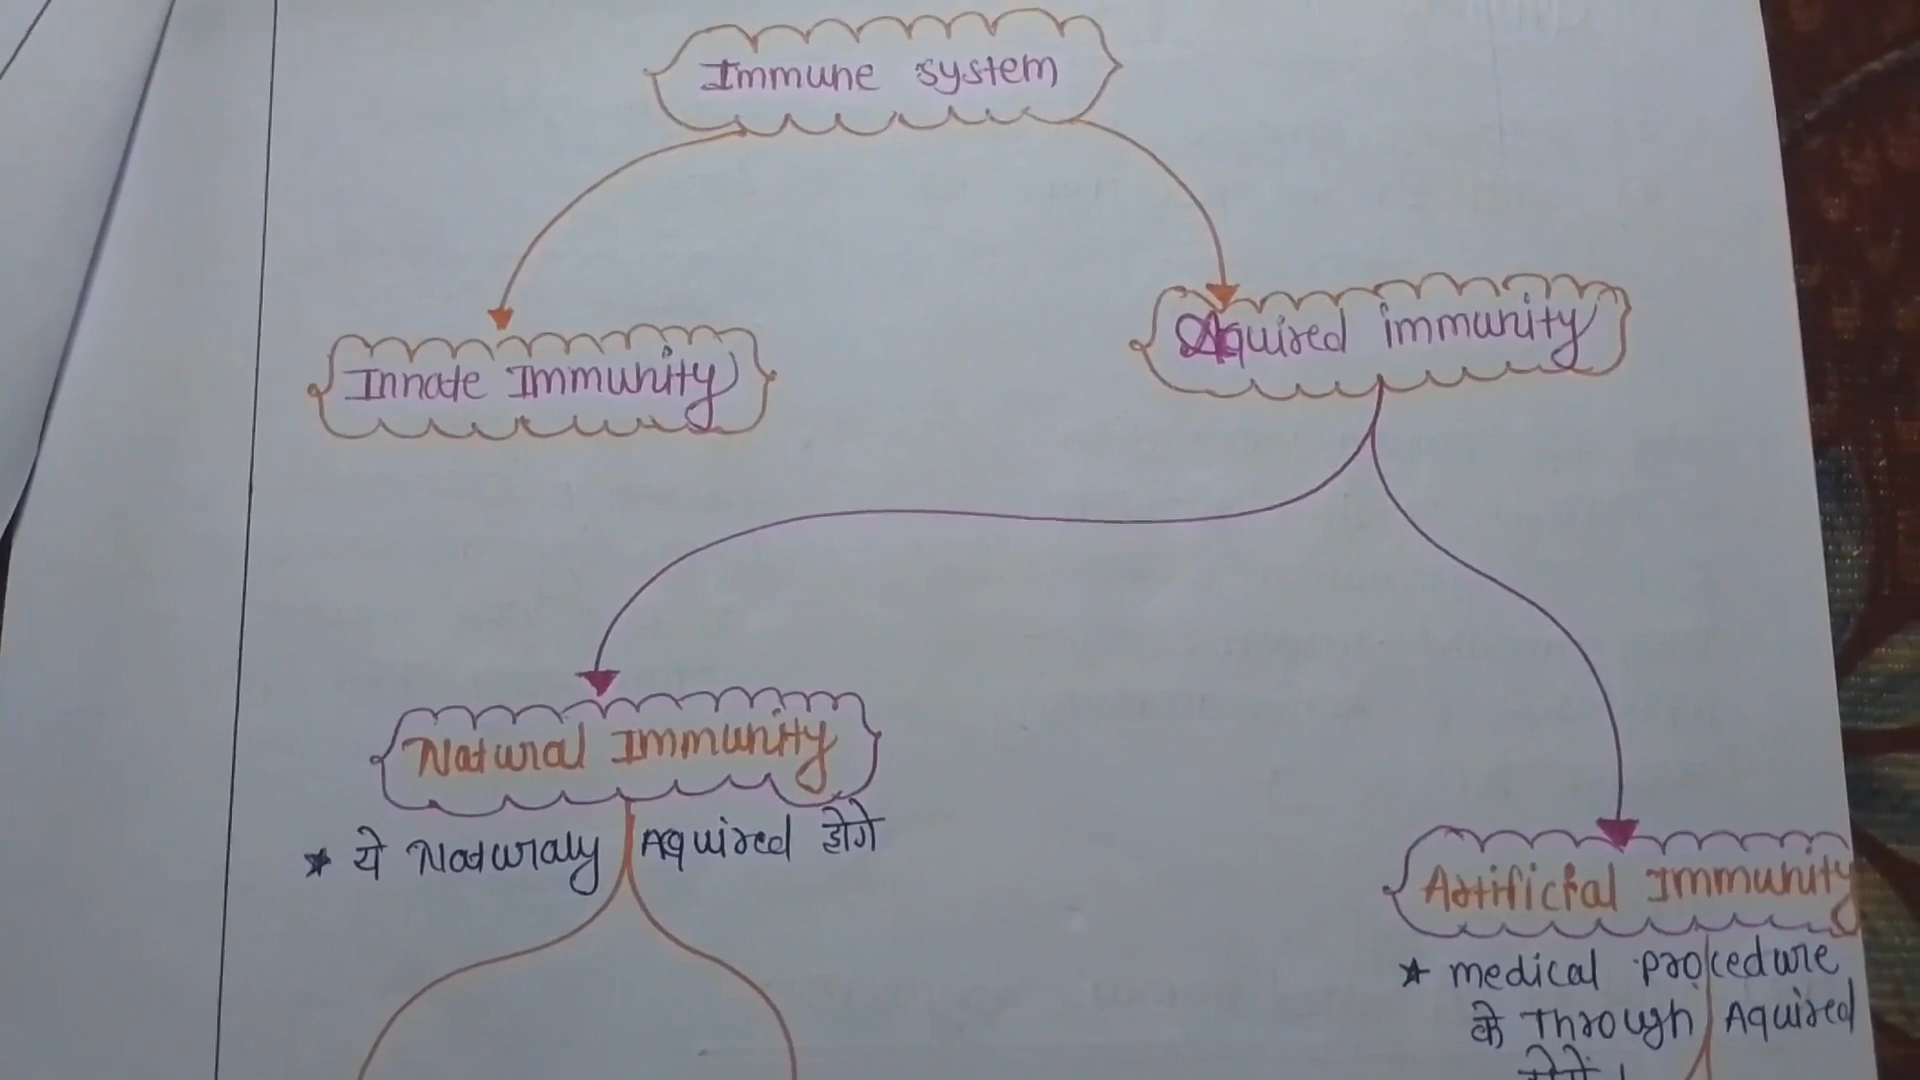 Immune system
Innate Immunity
Aquired immunity
Natural Immunity
* ये Naturaly Aquired होगे
Artificial Immunity
* medical procedure
के Through Aquired
होगें।